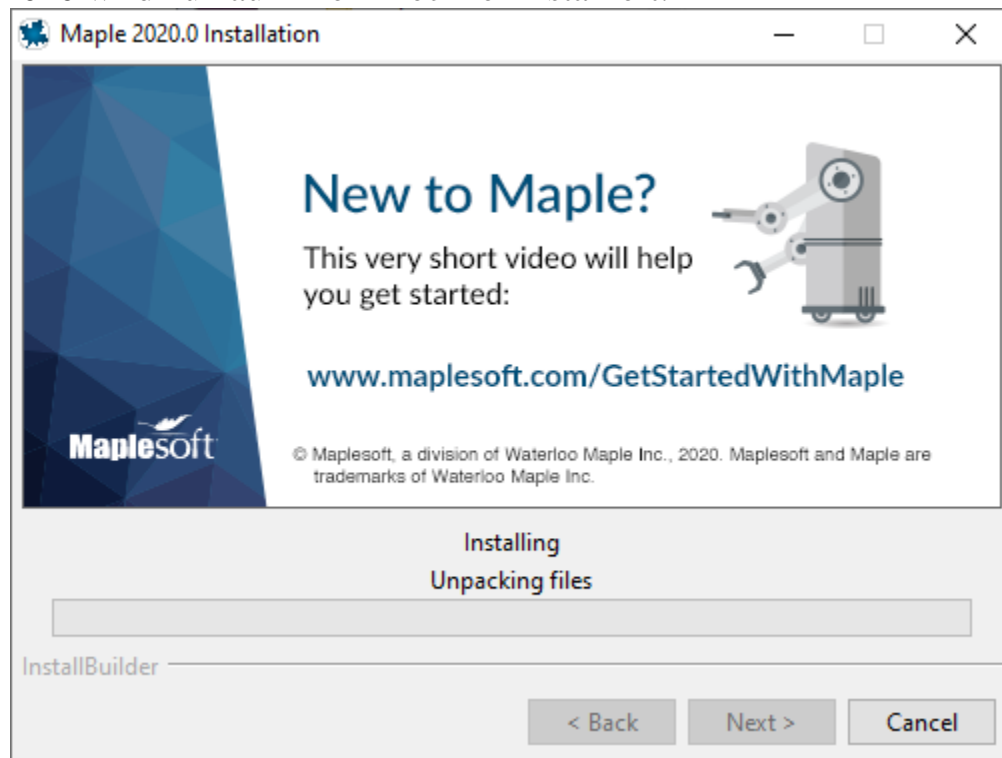 Maple 2020.0 Installation
New to Maple?
This very short video will help
you get started:
www.maplesoft.com/GetStartedWithMaple
Maplesoft
© Maplesoft, a division of Waterloo Maple Inc., 2020. Maplesoft and Maple are
trademarks of Waterloo Maple Inc.
Installing
Unpacking files
InstallBuilder
< Back
Next >
Cancel